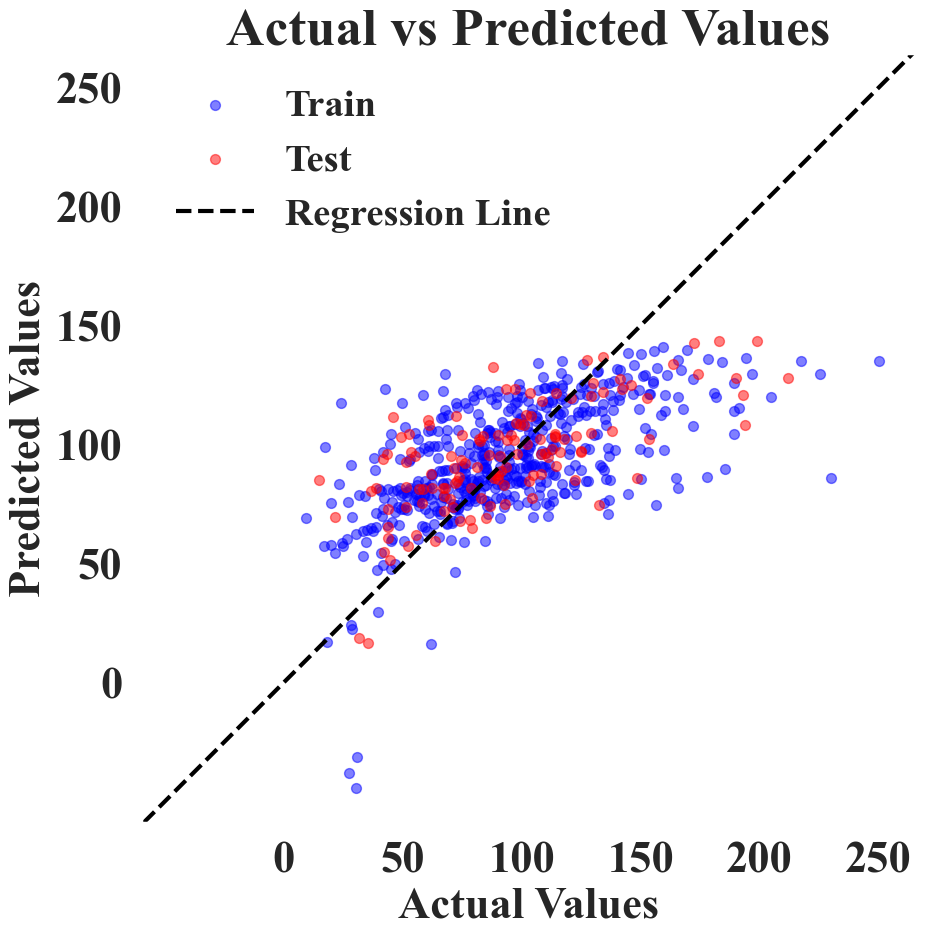 Actual vs Predicted Values
250
200
150
100
50
0
Predicted Values
Train
Test
Regression Line
0 50 100 150 200 250
Actual Values